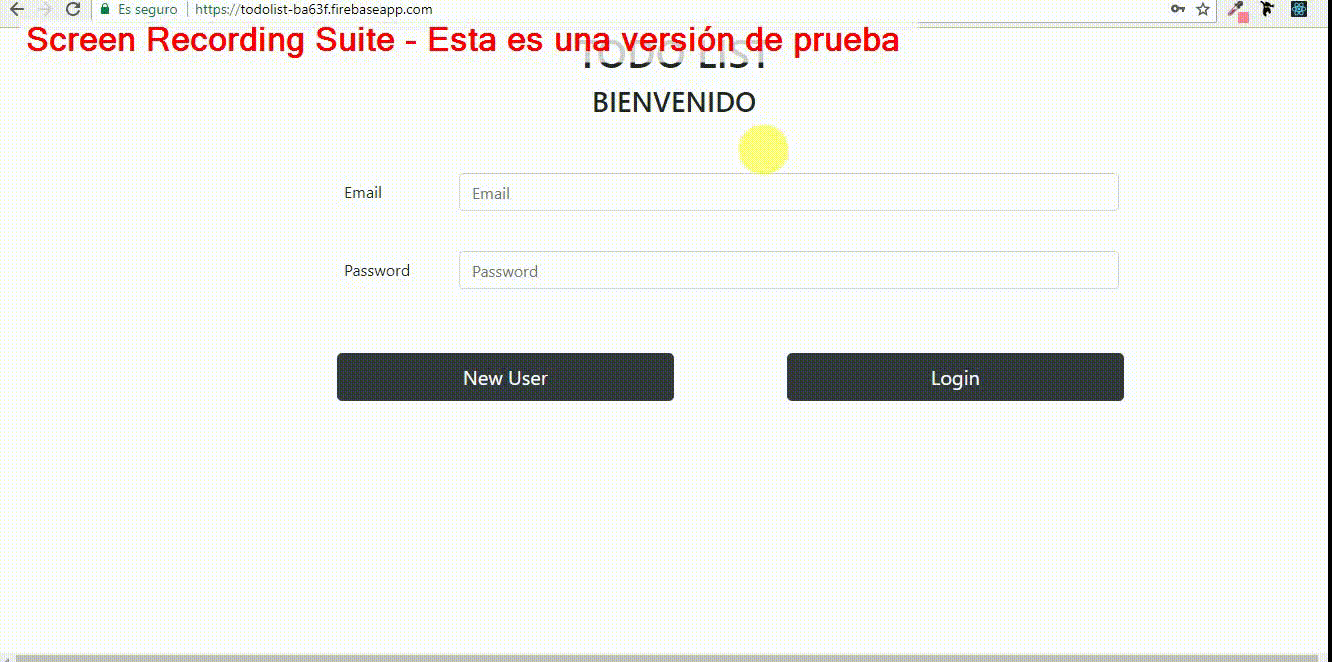 Es seguro | https://todolist-ba63f.firebaseapp.com
Screen Recording Suite - Esta es una versión de prueba
TODO LIST
BIENVENIDO
Email Email
Password Password
New User Login